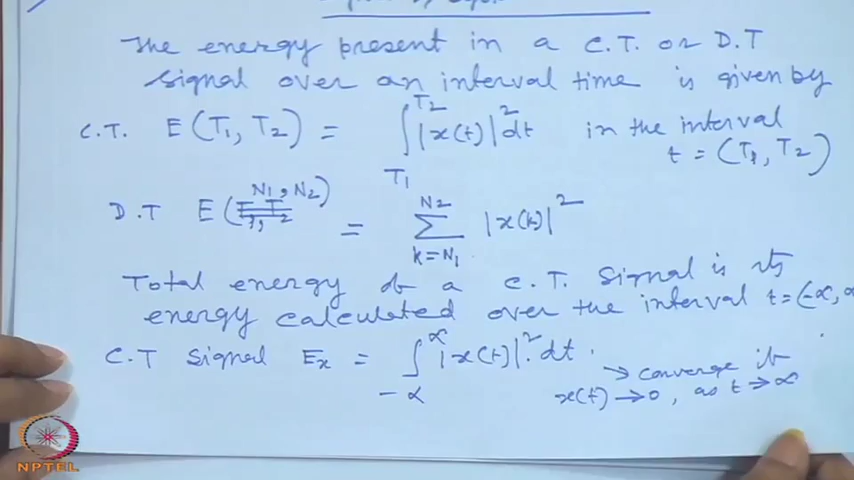 The energy present in a C.T. or D.T
signal over an interval time is given by
C.T. E(T₁, T₂) = ∫_{T₁}^{T₂} |x(t)|² dt in the interval
t = (T₁, T₂)
D.T E(N₁, N₂) = ∑_{k=N₁}^{N₂} |x(k)|²
Total energy of a C.T. signal is its
energy calculated over the interval t = (-∞, ∞
C.T signal Eₓ = ∫_{-∞}^{∞} |x(t)|² dt.
→ converge if
x(t) → 0, as t → ∞
NPTEL